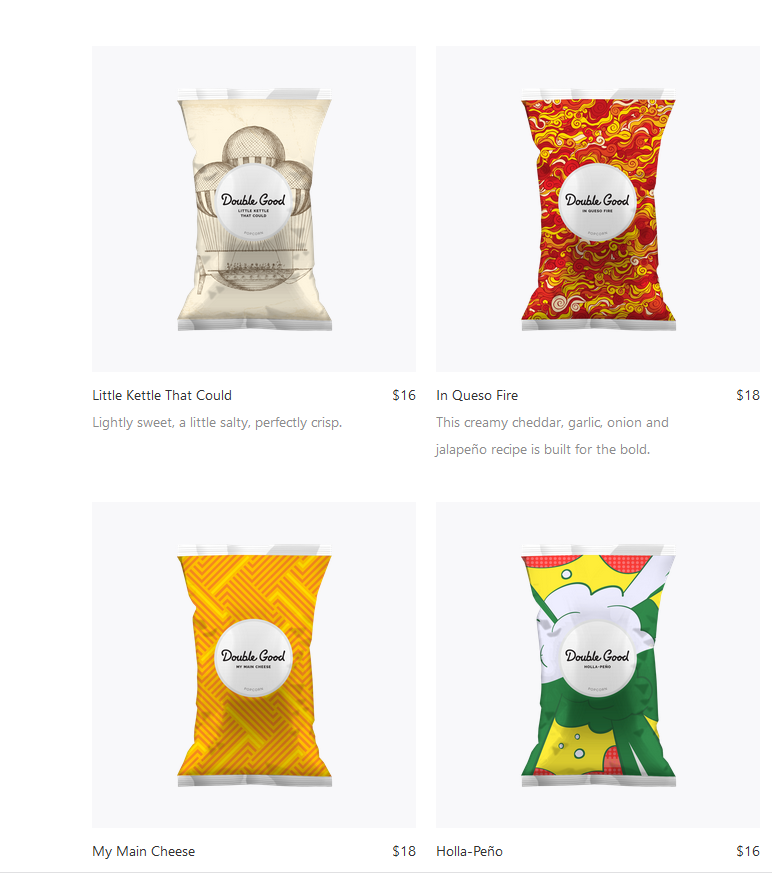 Double Good
LITTLE KETTLE
THAT COULD
POPCORN
Double Good
IN QUESO FIRE
POPCORN
Little Kettle That Could $16
Lightly sweet, a little salty, perfectly crisp.
In Queso Fire $18
This creamy cheddar, garlic, onion and
jalapeño recipe is built for the bold.
Double Good
MY MAIN CHEESE
POPCORN
Double Good
HOLLA-PEÑO
POPCORN
My Main Cheese $18
Holla-Peño $16